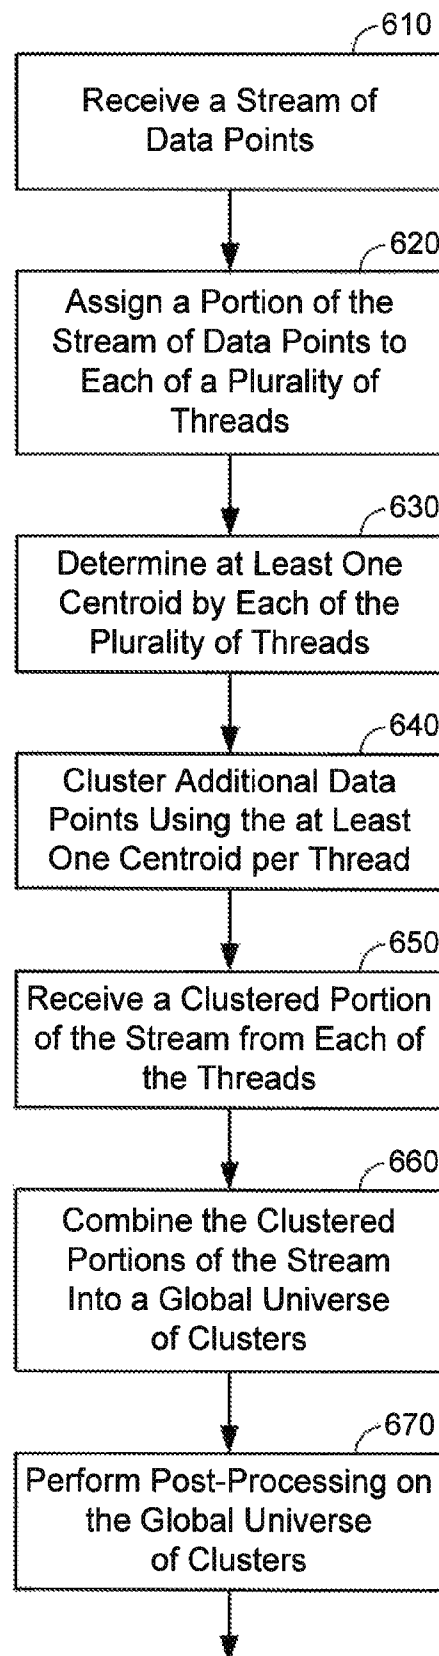 610
Receive a Stream of
Data Points
620
Assign a Portion of the
Stream of Data Points to
Each of a Plurality of
Threads
630
Determine at Least One
Centroid by Each of the
Plurality of Threads
640
Cluster Additional Data
Points Using the at Least
One Centroid per Thread
650
Receive a Clustered Portion
of the Stream from Each of
the Threads
660
Combine the Clustered
Portions of the Stream
Into a Global Universe
of Clusters
670
Perform Post-Processing on
the Global Universe
of Clusters